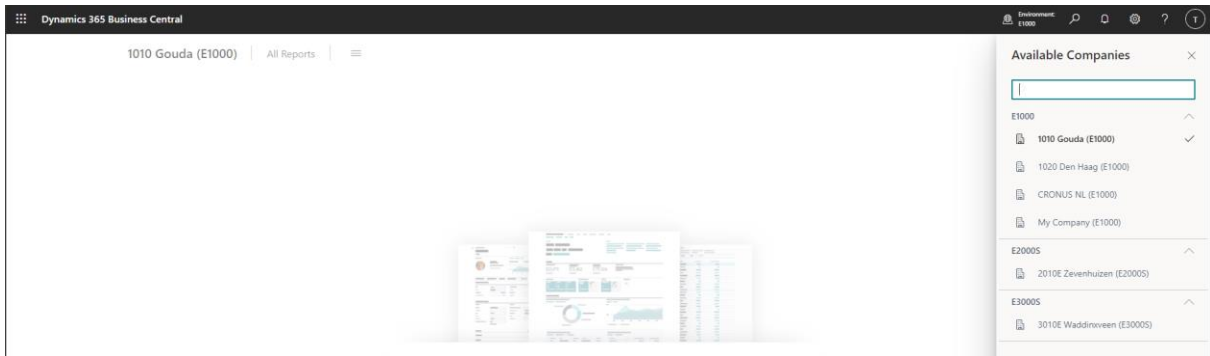 Dynamics 365 Business Central
Environment:
E1000
?
T
1010 Gouda (E1000)
All Reports
Available Companies
E1000
1010 Gouda (E1000)
1020 Den Haag (E1000)
CRONUS NL (E1000)
My Company (E1000)
E2000S
2010E Zevenhuizen (E2000S)
E3000S
3010E Waddinxveen (E3000S)